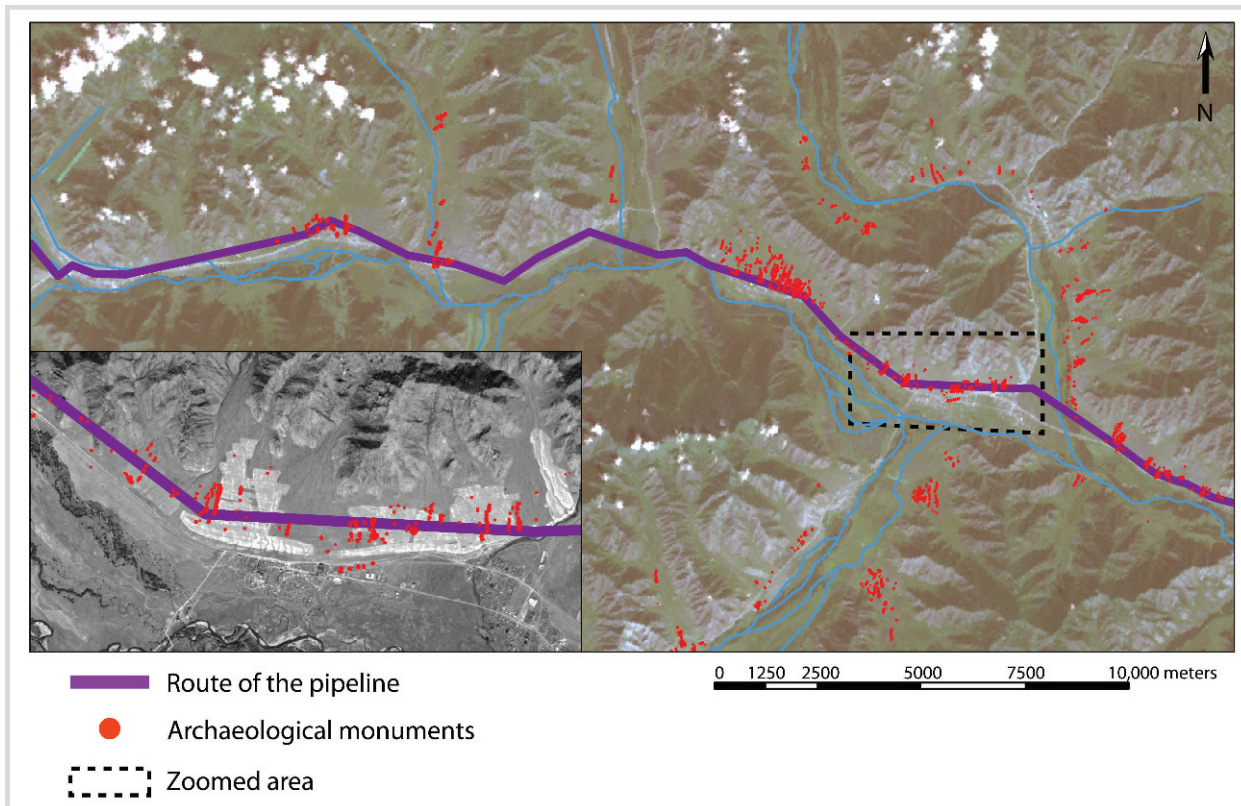 N
Route of the pipeline
Archaeological monuments
Zoomed area
0 1250 2500 5000 7500 10,000 meters